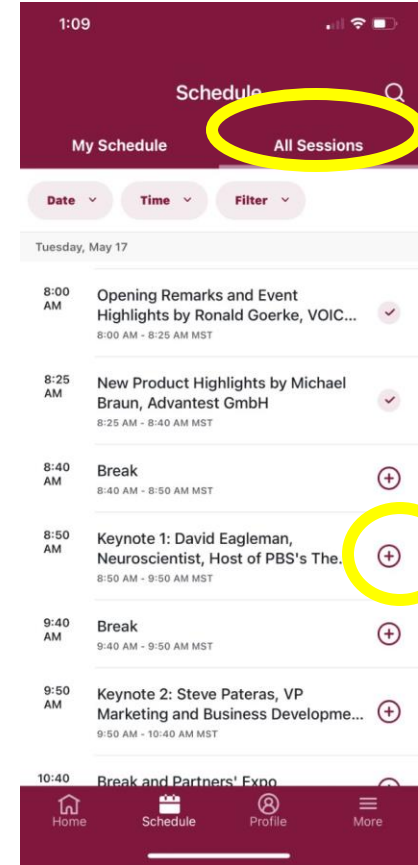 1:09
Schedule
My Schedule
All Sessions
Date
Time
Filter
Tuesday, May 17
8:00 AM
Opening Remarks and Event
Highlights by Ronald Goerke, VOIC...
8:00 AM - 8:25 AM MST
8:25 AM
New Product Highlights by Michael
Braun, Advantest GmbH
8:25 AM - 8:40 AM MST
8:40 AM
Break
8:40 AM - 8:50 AM MST
8:50 AM
Keynote 1: David Eagleman,
Neuroscientist, Host of PBS's The...
8:50 AM - 9:50 AM MST
9:40 AM
Break
9:40 AM - 9:50 AM MST
9:50 AM
Keynote 2: Steve Pateras, VP
Marketing and Business Developme...
9:50 AM - 10:40 AM MST
10:40
Break and Partners' Expo
Home
Schedule
Profile
More